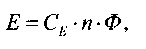 E = C_E · n · Φ,